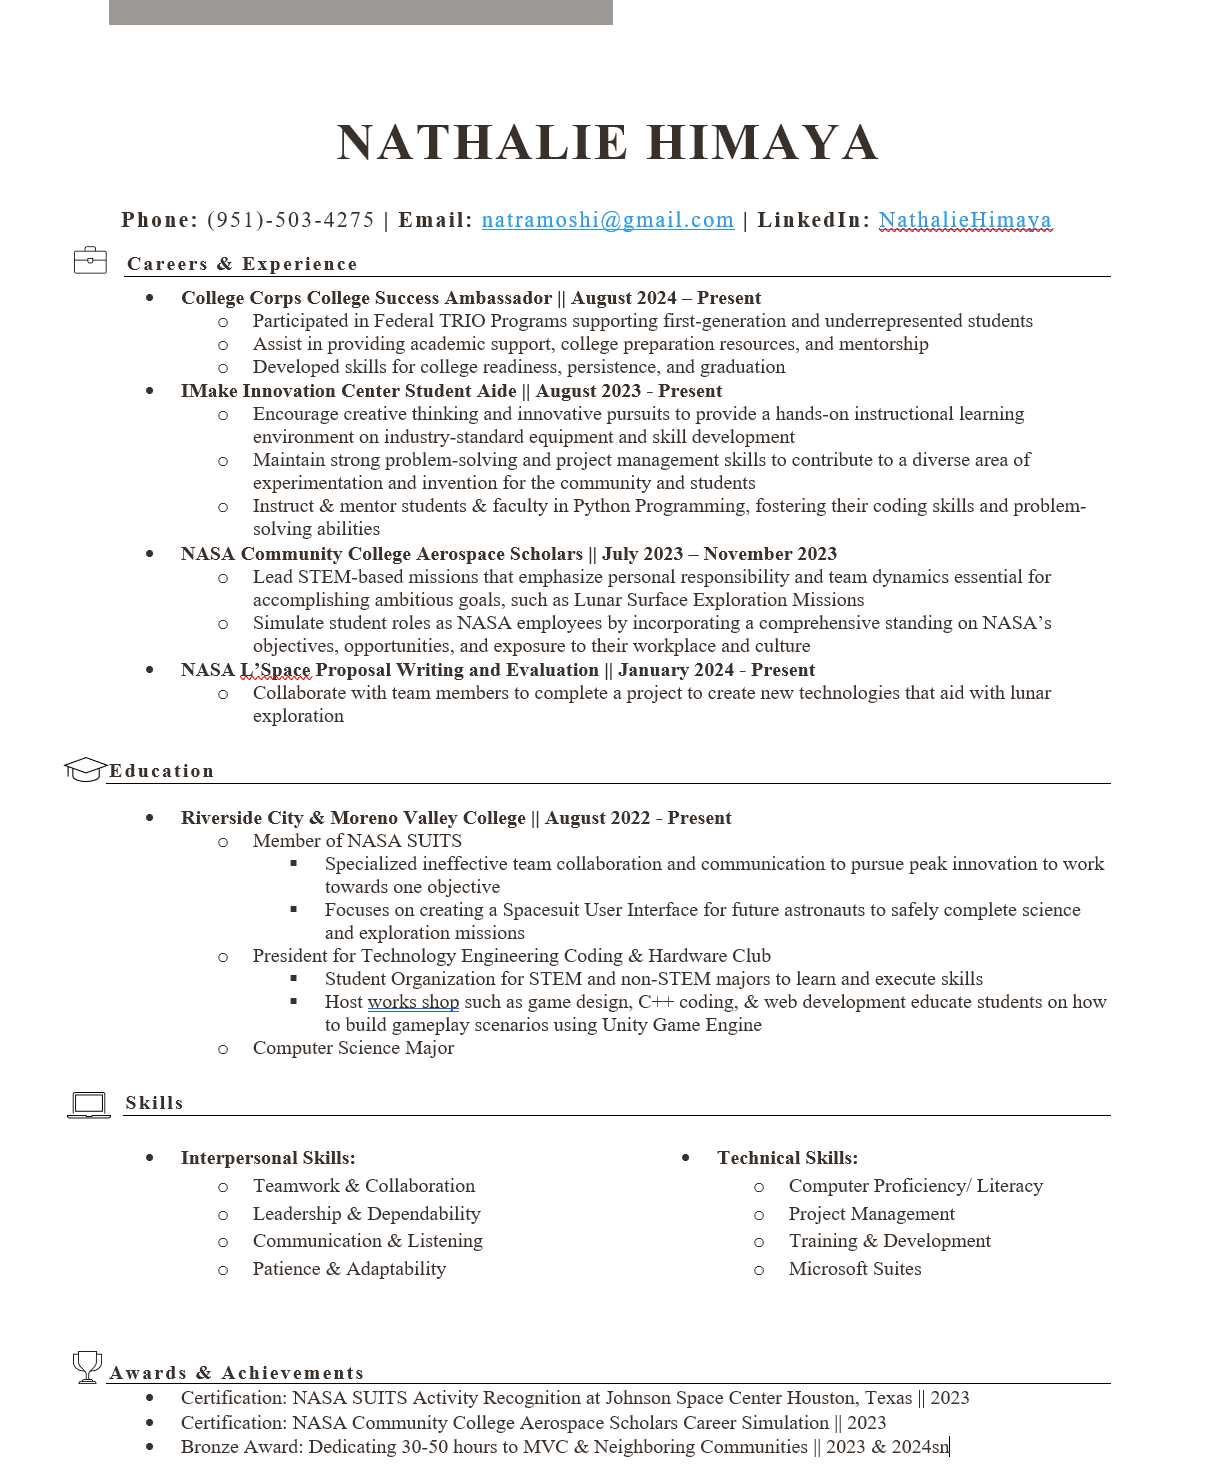 NATHALIE HIMAYA
Phone: (951)-503-4275 | Email: natramoshi@gmail.com | LinkedIn: NathalieHimaya
Careers & Experience
• College Corps College Success Ambassador || August 2024 – Present
o Participated in Federal TRIO Programs supporting first-generation and underrepresented students
o Assist in providing academic support, college preparation resources, and mentorship
o Developed skills for college readiness, persistence, and graduation
• IMake Innovation Center Student Aide || August 2023 - Present
o Encourage creative thinking and innovative pursuits to provide a hands-on instructional learning
environment on industry-standard equipment and skill development
o Maintain strong problem-solving and project management skills to contribute to a diverse area of
experimentation and invention for the community and students
o Instruct & mentor students & faculty in Python Programming, fostering their coding skills and problem-
solving abilities
• NASA Community College Aerospace Scholars || July 2023 – November 2023
o Lead STEM-based missions that emphasize personal responsibility and team dynamics essential for
accomplishing ambitious goals, such as Lunar Surface Exploration Missions
o Simulate student roles as NASA employees by incorporating a comprehensive standing on NASA’s
objectives, opportunities, and exposure to their workplace and culture
• NASA L’Space Proposal Writing and Evaluation || January 2024 - Present
o Collaborate with team members to complete a project to create new technologies that aid with lunar
exploration
Education
• Riverside City & Moreno Valley College || August 2022 - Present
o Member of NASA SUITS
▪ Specialized ineffective team collaboration and communication to pursue peak innovation to work
towards one objective
▪ Focuses on creating a Spacesuit User Interface for future astronauts to safely complete science
and exploration missions
o President for Technology Engineering Coding & Hardware Club
▪ Student Organization for STEM and non-STEM majors to learn and execute skills
▪ Host works shop such as game design, C++ coding, & web development educate students on how
to build gameplay scenarios using Unity Game Engine
o Computer Science Major
Skills
• Interpersonal Skills:
o Teamwork & Collaboration
o Leadership & Dependability
o Communication & Listening
o Patience & Adaptability
• Technical Skills:
o Computer Proficiency/ Literacy
o Project Management
o Training & Development
o Microsoft Suites
Awards & Achievements
• Certification: NASA SUITS Activity Recognition at Johnson Space Center Houston, Texas || 2023
• Certification: NASA Community College Aerospace Scholars Career Simulation || 2023
• Bronze Award: Dedicating 30-50 hours to MVC & Neighboring Communities || 2023 & 2024sn